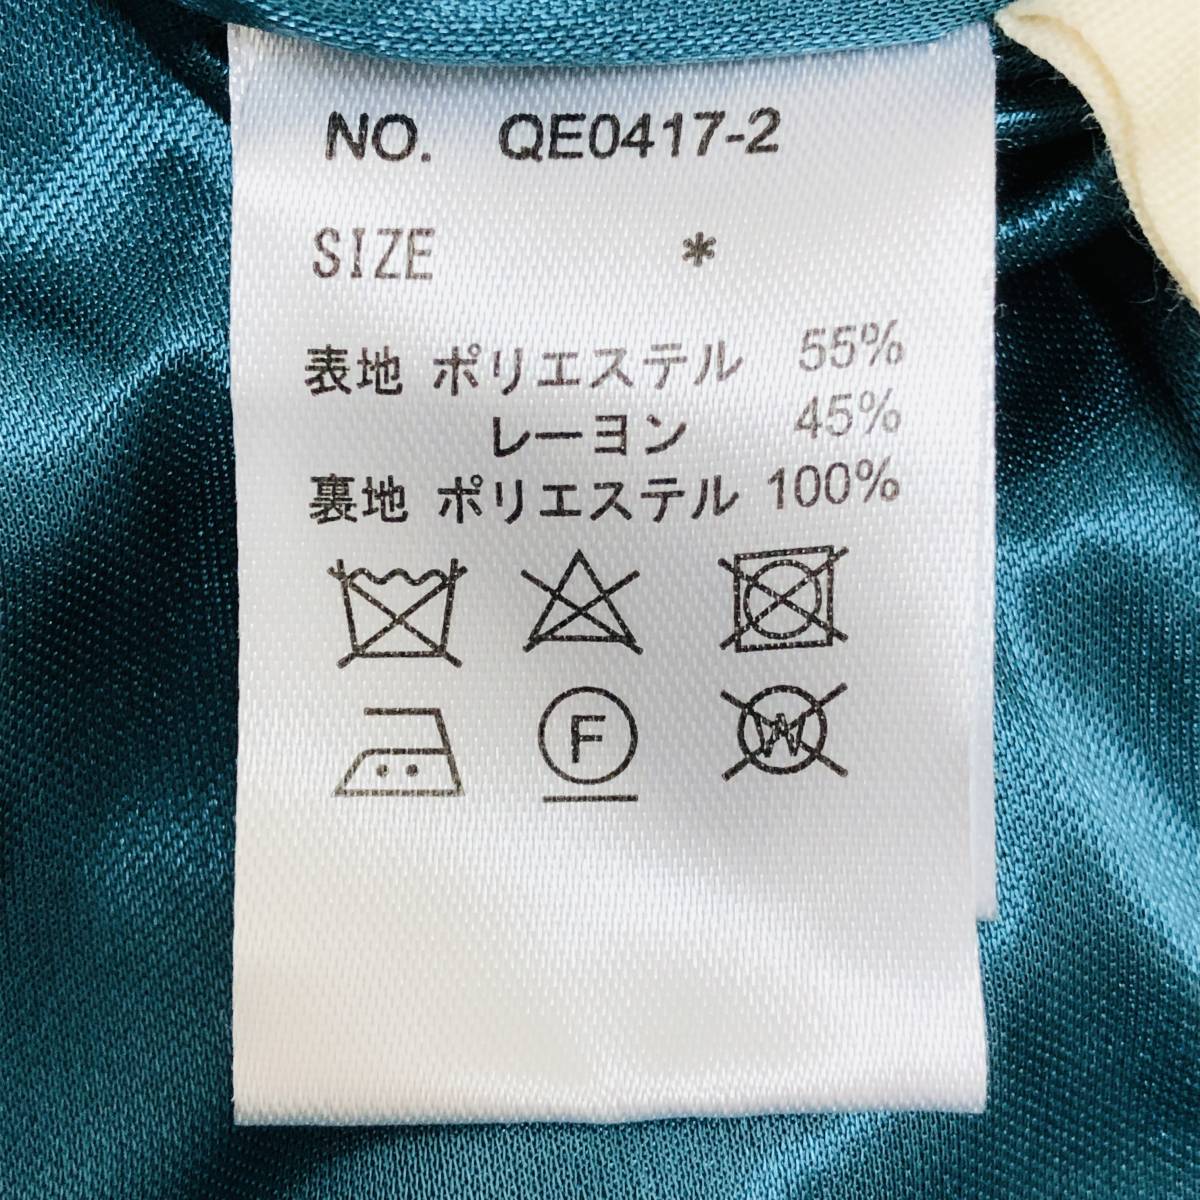 NO. QE0417-2
SIZE *
表地 ポリエステル 55%
レーヨン 45%
裏地 ポリエステル 100%
F
W